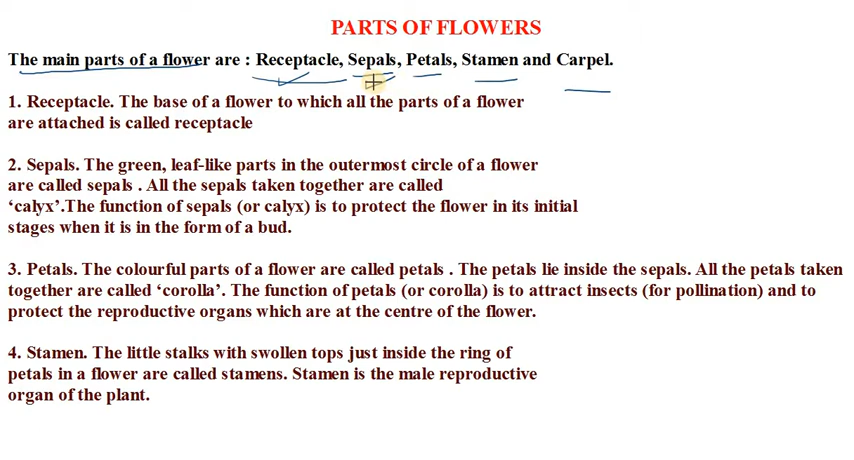 PARTS OF FLOWERS
The main parts of a flower are : Receptacle, Sepals, Petals, Stamen and Carpel.
1. Receptacle. The base of a flower to which all the parts of a flower
are attached is called receptacle
2. Sepals. The green, leaf-like parts in the outermost circle of a flower
are called sepals . All the sepals taken together are called
‘calyx’.The function of sepals (or calyx) is to protect the flower in its initial
stages when it is in the form of a bud.
3. Petals. The colourful parts of a flower are called petals . The petals lie inside the sepals. All the petals taken
together are called ‘corolla’. The function of petals (or corolla) is to attract insects (for pollination) and to
protect the reproductive organs which are at the centre of the flower.
4. Stamen. The little stalks with swollen tops just inside the ring of
petals in a flower are called stamens. Stamen is the male reproductive
organ of the plant.